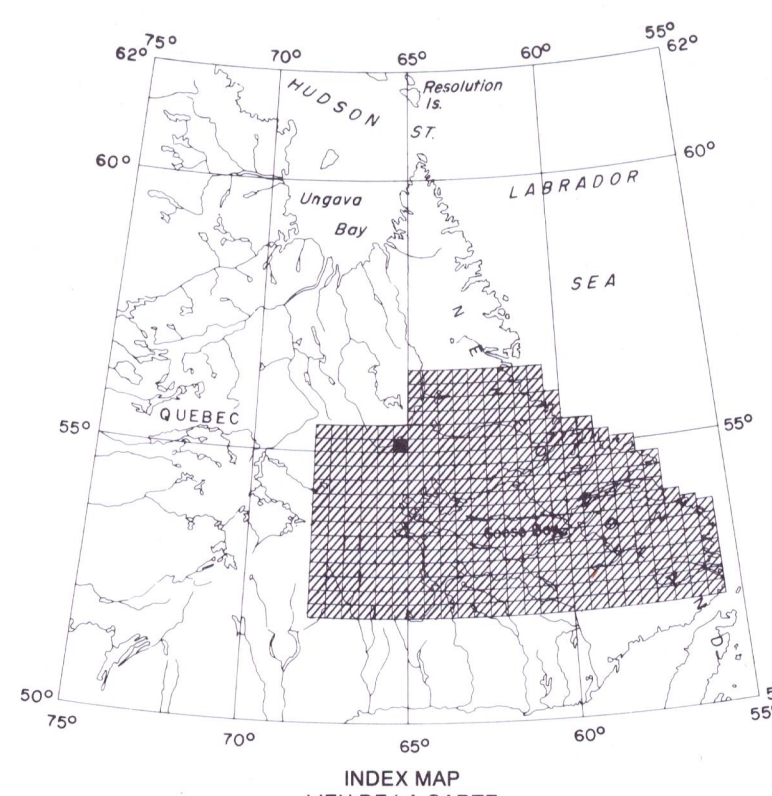 75° 70° 65° 60° 55°
62° 62°
HUDSON
Resolution
Is.
ST.
60° 60°
LABRADOR
Ungava
Bay
SEA
N
E
QUEBEC
55° 55°
Goose Bay
N
D
50°
75° 70° 65° 60° 55
INDEX MAP